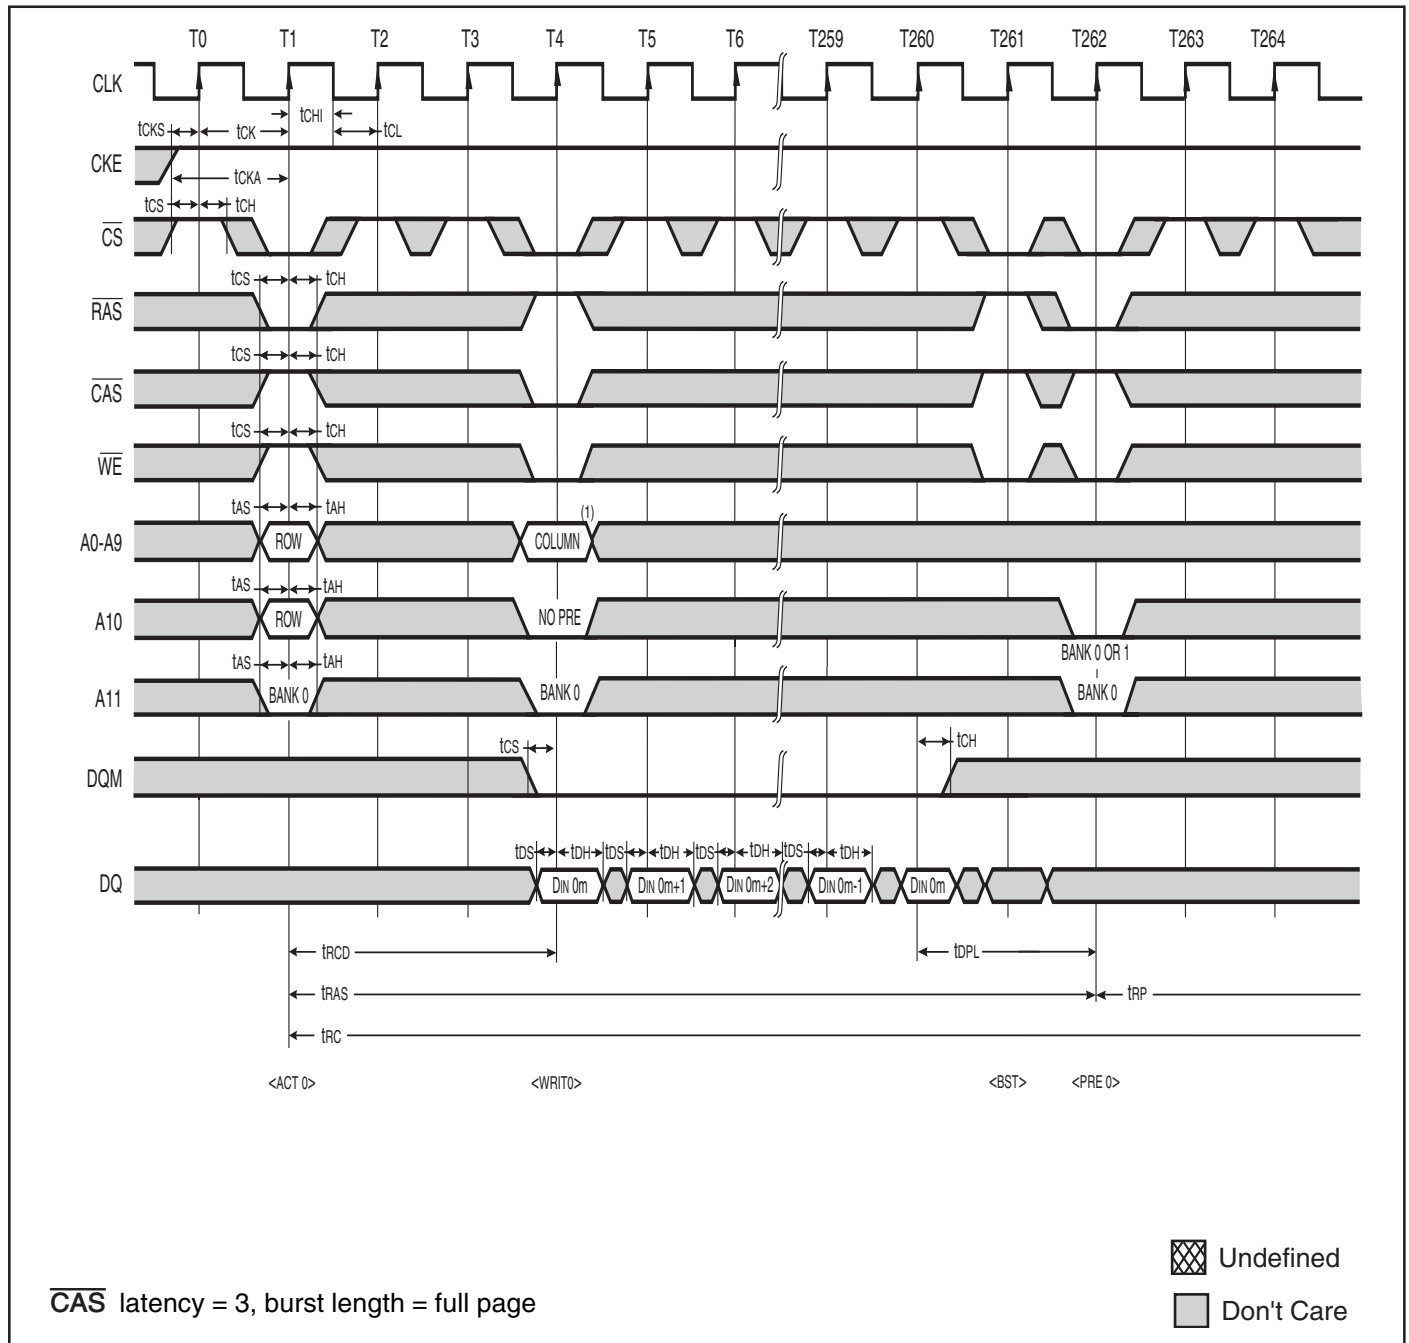 T0 T1 T2 T3 T4 T5 T6 T259 T260 T261 T262 T263 T264
CLK
tCHI
tCKS tCK tCL
CKE
tCKA
tCS tCH
CS
tCS tCH
RAS
tCS tCH
CAS
tCS tCH
WE
tAS tAH (1)
A0-A9 ROW COLUMN
tAS tAH
A10 ROW NO PRE
BANK 0 OR 1
tAS tAH
A11 BANK 0 BANK 0 BANK 0
tCS tCH
DQM
tDS tDH tDS tDH tDS tDH tDS tDH
DQ DIN 0m DIN 0m+1 DIN 0m+2 DIN 0m-1 DIN 0m
tRCD tDPL
tRAS tRP
tRC
<ACT 0> <WRIT0> <BST> <PRE 0>
Undefined
Don't Care
CAS latency = 3, burst length = full page